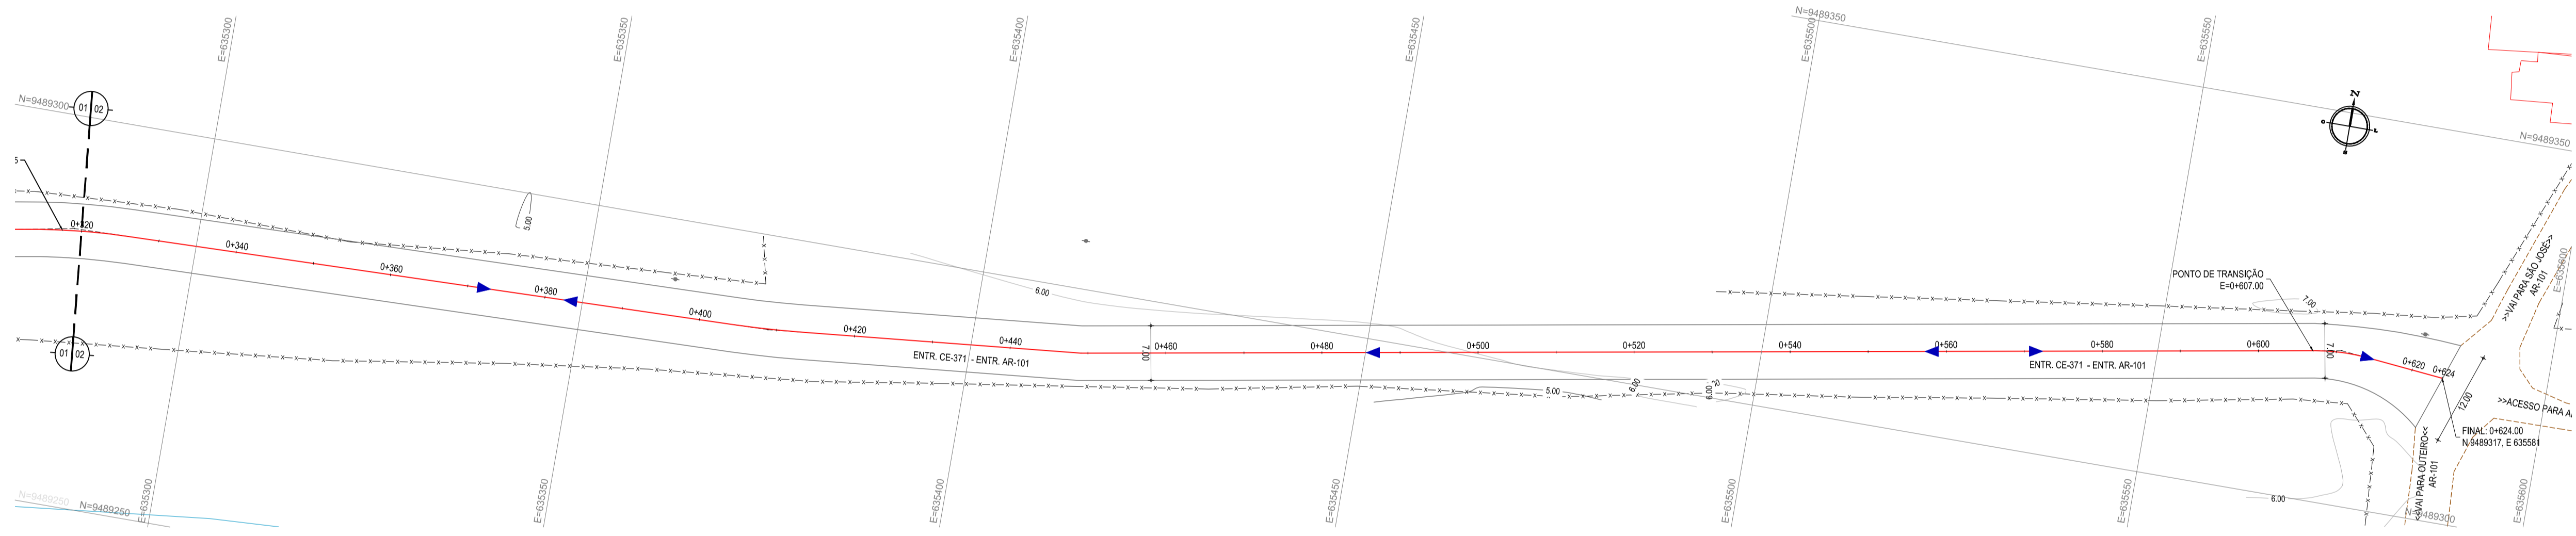 E=635300
E=635350
E=635400
E=635450
E=635500
E=635550
N=9489350
N=9489350
N=9489300
01 02
5
N
O
L
0+320
0+340
0+360
0+380
0+400
0+420
0+440
0+460
0+480
0+500
0+520
0+540
0+560
0+580
0+600
0+620
0+624
5.00
6.00
7.00
PONTO DE TRANSIÇÃO
E=0+607.00
7.00
7.00
ENTR. CE-371 - ENTR. AR-101
ENTR. CE-371 - ENTR. AR-101
5.00
6.00
6.00
12.00
>>VAI PARA SÃO JOSÉ>>
AR-101
E=635600
>>ACESSO PARA A
FINAL: 0+624.00
N 9489317, E 635581
<<VAI PARA OUTEIRO<<
AR-101
6.00
01 02
N=9489250
N=9489250
E=635300
E=635350
E=635400
E=635450
E=635500
E=635550
N=9489300
E=635600